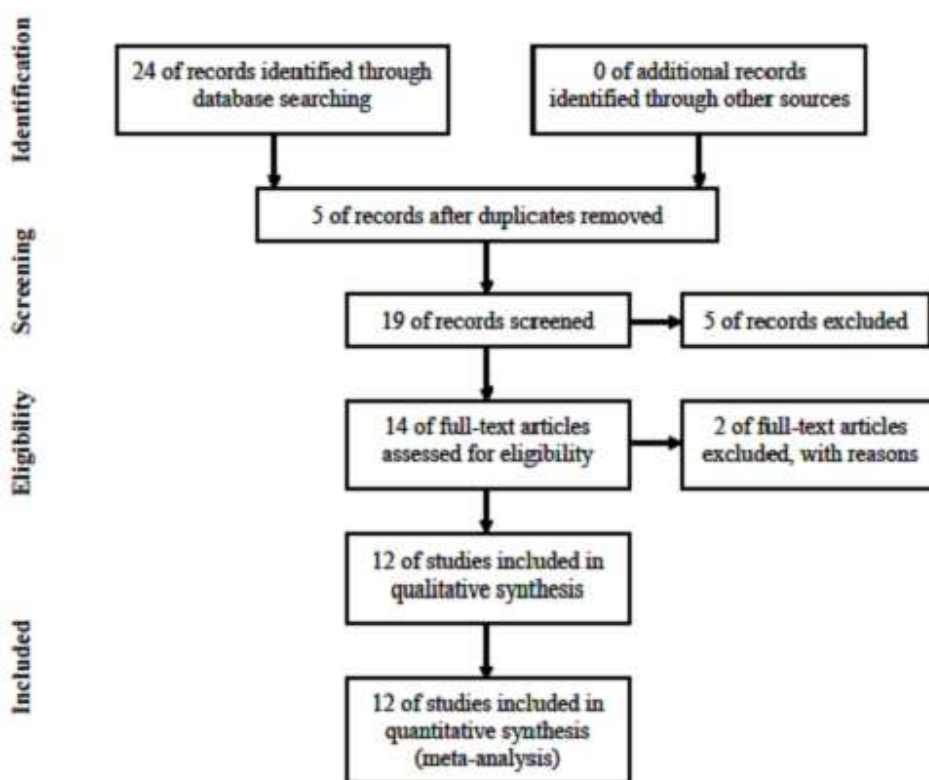 Identification
24 of records identified through
database searching
0 of additional records
identified through other sources
5 of records after duplicates removed
Screening
19 of records screened
5 of records excluded
Eligibility
14 of full-text articles
assessed for eligibility
2 of full-text articles
excluded, with reasons
12 of studies included in
qualitative synthesis
Included
12 of studies included in
quantitative synthesis
(meta-analysis)